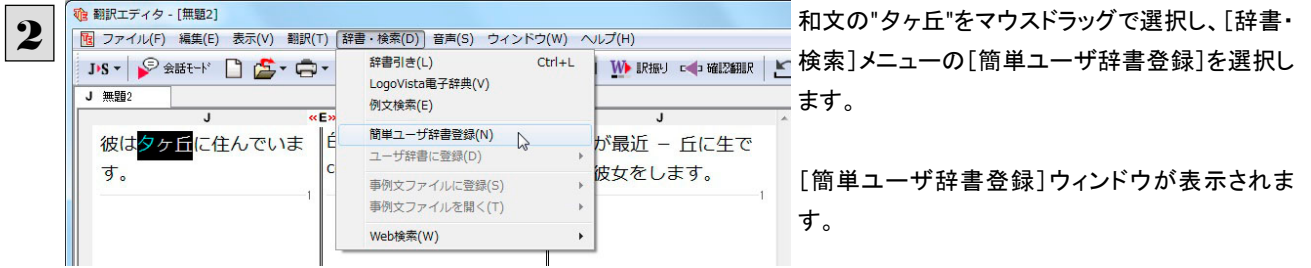 2
翻訳エディタ - [無題2]
ファイル(F) 編集(E) 表示(V) 翻訳(T) 辞書・検索(D) 音声(S) ウィンドウ(W) ヘルプ(H)
J›S 会話モード 訳振り 確認翻訳
J 無題2
J «E» J
彼は夕ヶ丘に住んでいま
す。
1
辞書引き(L) Ctrl+L
LogoVista電子辞典(V)
例文検索(E)
簡単ユーザ辞書登録(N)
ユーザ辞書に登録(D)
事例文ファイルに登録(S)
事例文ファイルを開く(T)
Web検索(W)
が最近 － 丘に生で
彼女をします。
1
和文の"夕ヶ丘"をマウスドラッグで選択し、[辞書・
検索]メニューの[簡単ユーザ辞書登録]を選択し
ます。
[簡単ユーザ辞書登録]ウィンドウが表示されま
す。